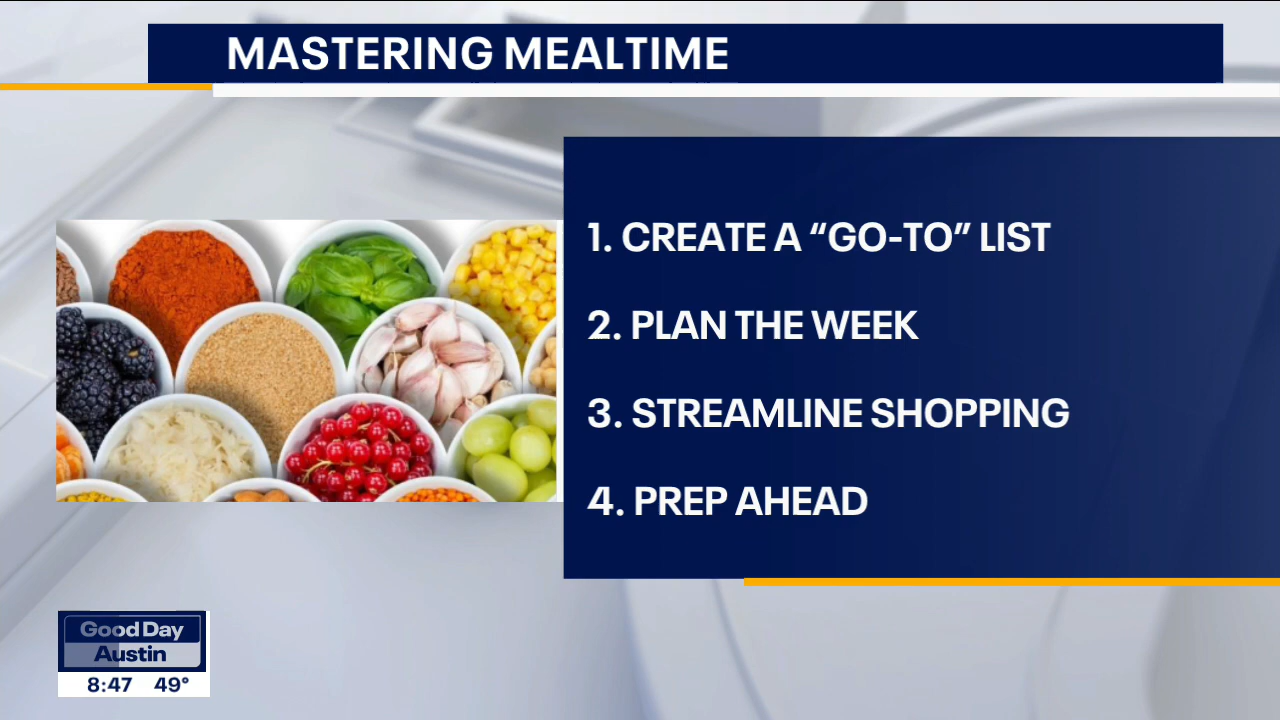 MASTERING MEALTIME
1. CREATE A “GO-TO” LIST
2. PLAN THE WEEK
3. STREAMLINE SHOPPING
4. PREP AHEAD
Good Day
Austin
8:47 49°